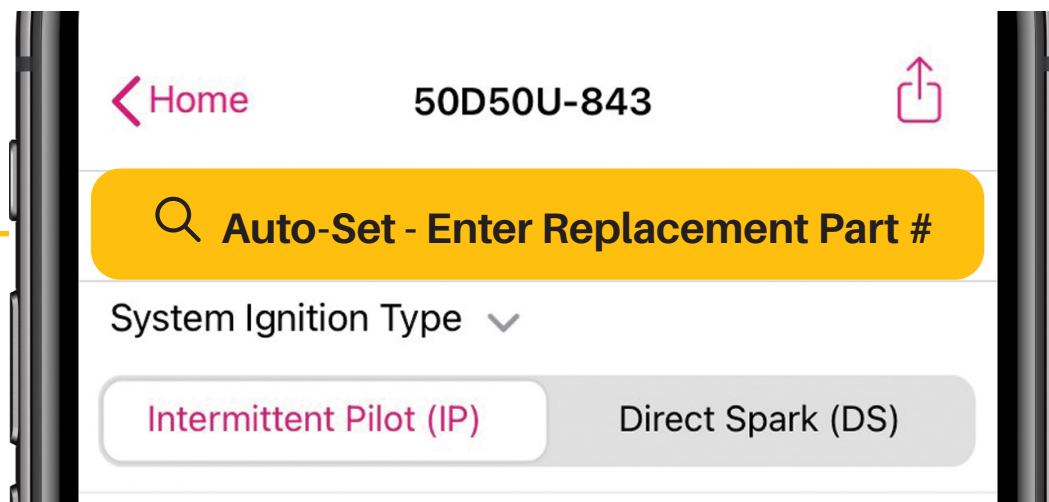 Home 50D50U-843
Auto-Set - Enter Replacement Part #
System Ignition Type
Intermittent Pilot (IP) Direct Spark (DS)